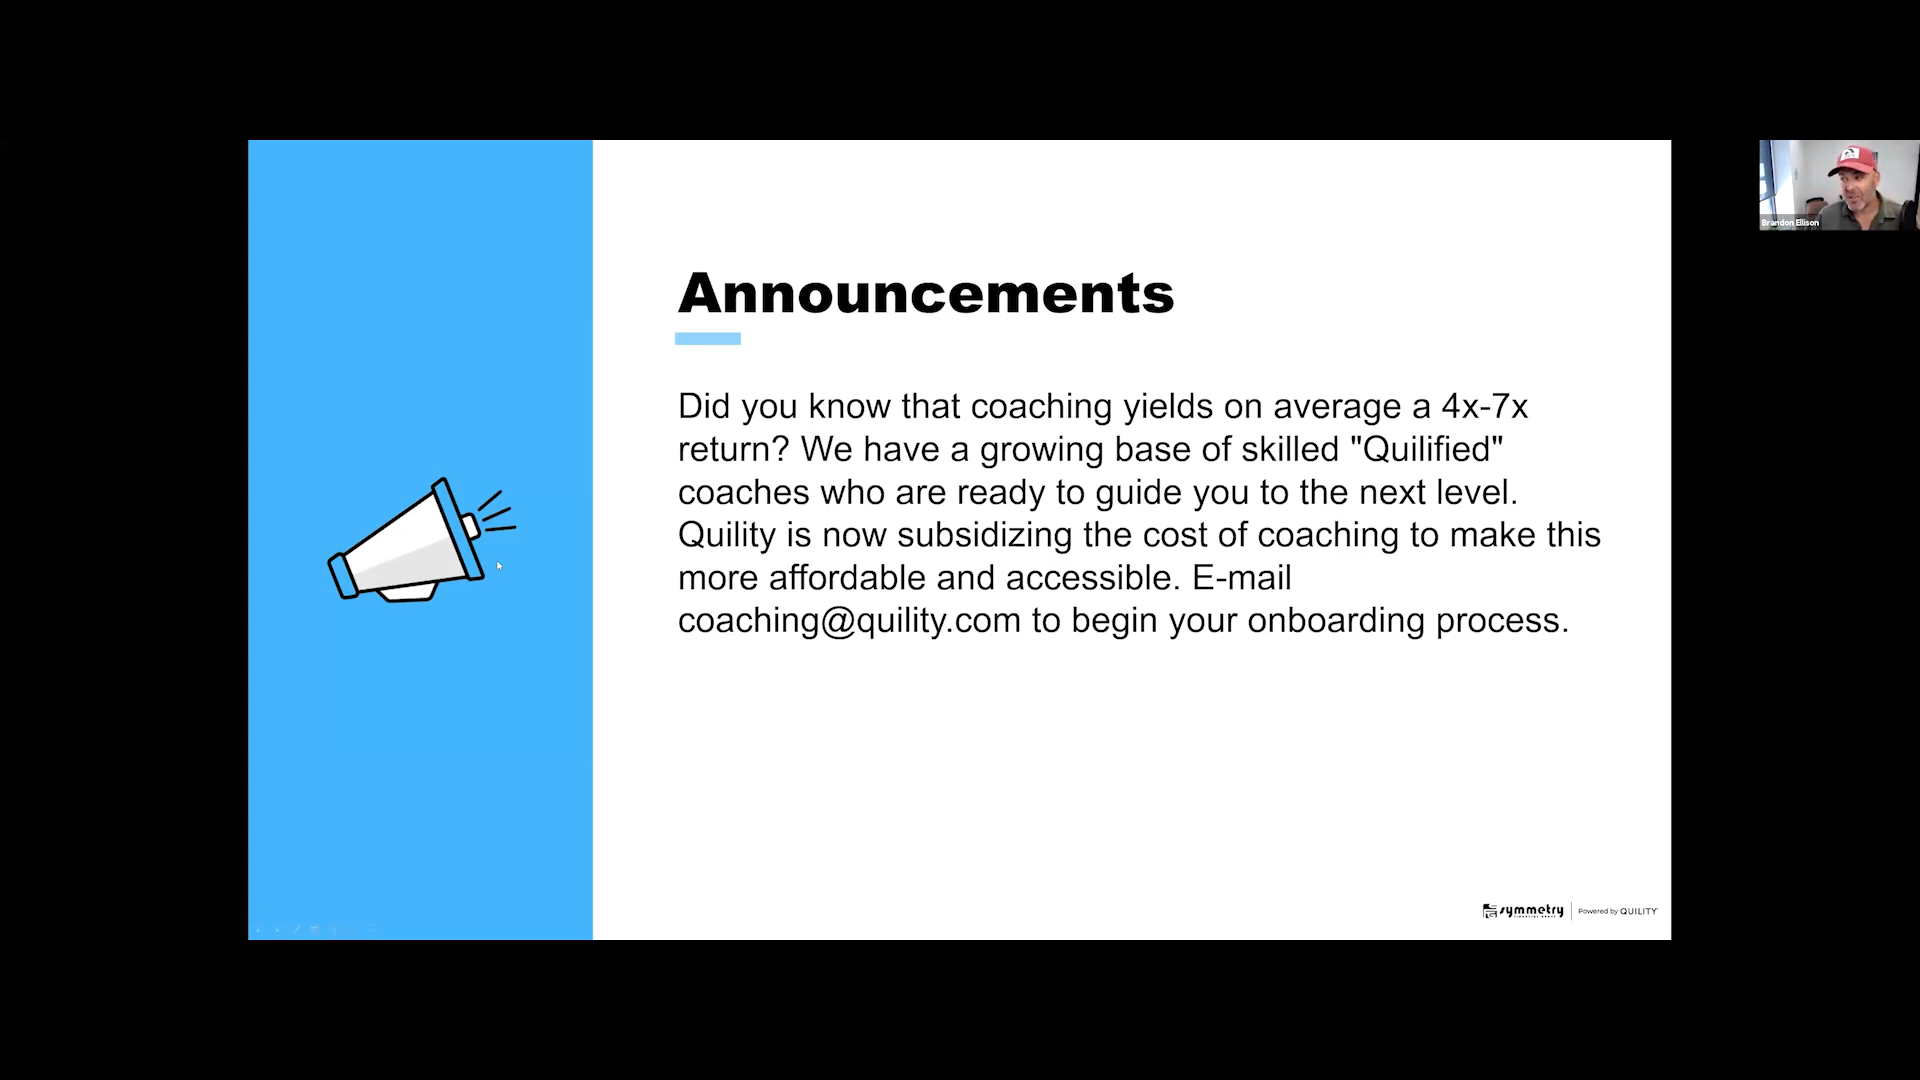 Announcements
Did you know that coaching yields on average a 4x-7x
return? We have a growing base of skilled "Quilified"
coaches who are ready to guide you to the next level.
Quility is now subsidizing the cost of coaching to make this
more affordable and accessible. E-mail
coaching@quility.com to begin your onboarding process.
Brandon Ellison
symmetry
FINANCIAL GROUP
Powered by QUILITY